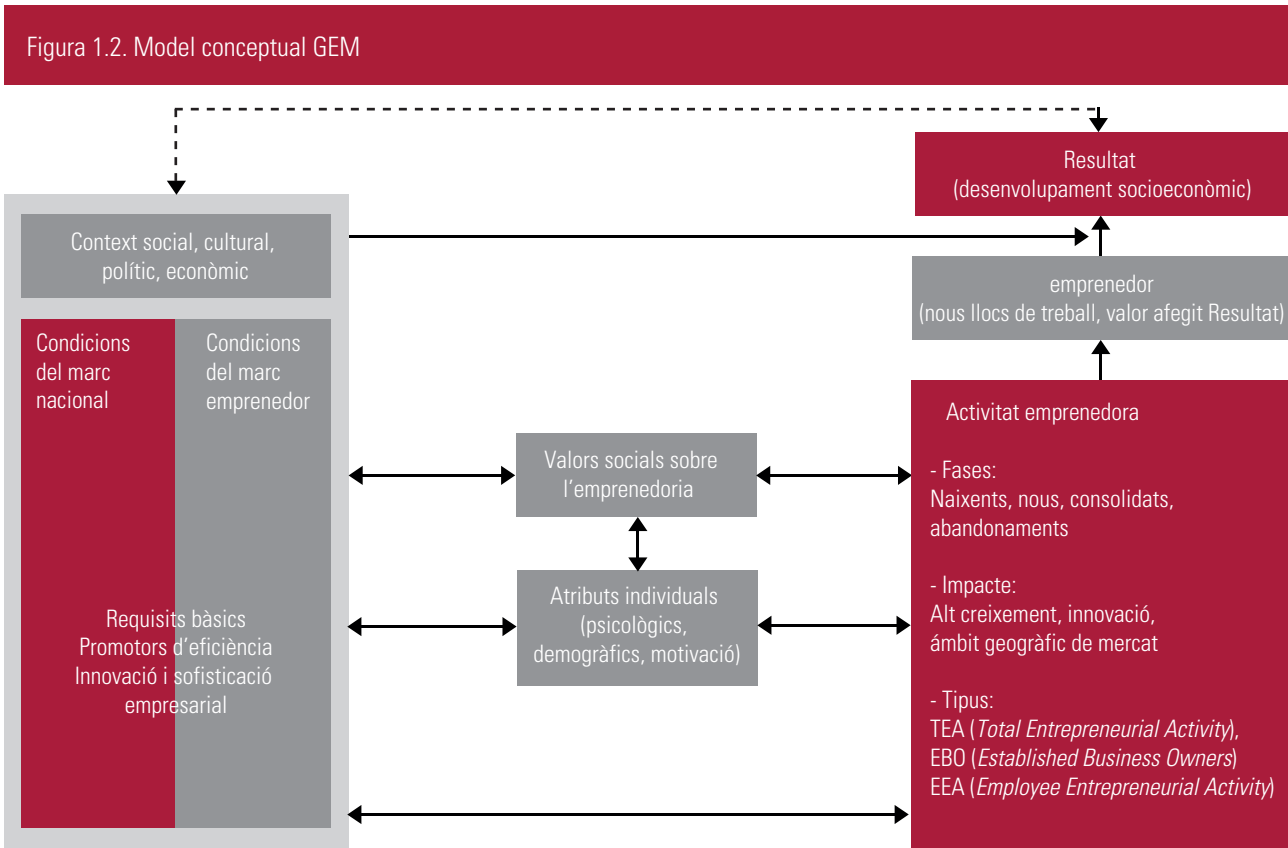 Figura 1.2. Model conceptual GEM
Resultat
(desenvolupament socioeconòmic)
Context social, cultural,
polític, econòmic
emprenedor
(nous llocs de treball, valor afegit Resultat)
Condicions
del marc
nacional
Condicions
del marc
emprenedor
Requisits bàsics
Promotors d'eficiència
Innovació i sofisticació
empresarial
Valors socials sobre
l'emprenedoria
Atributs individuals
(psicològics,
demogràfics, motivació)
Activitat emprenedora
- Fases:
Naixents, nous, consolidats,
abandonaments
- Impacte:
Alt creixement, innovació,
ámbit geogràfic de mercat
- Tipus:
TEA (Total Entrepreneurial Activity),
EBO (Established Business Owners)
EEA (Employee Entrepreneurial Activity)